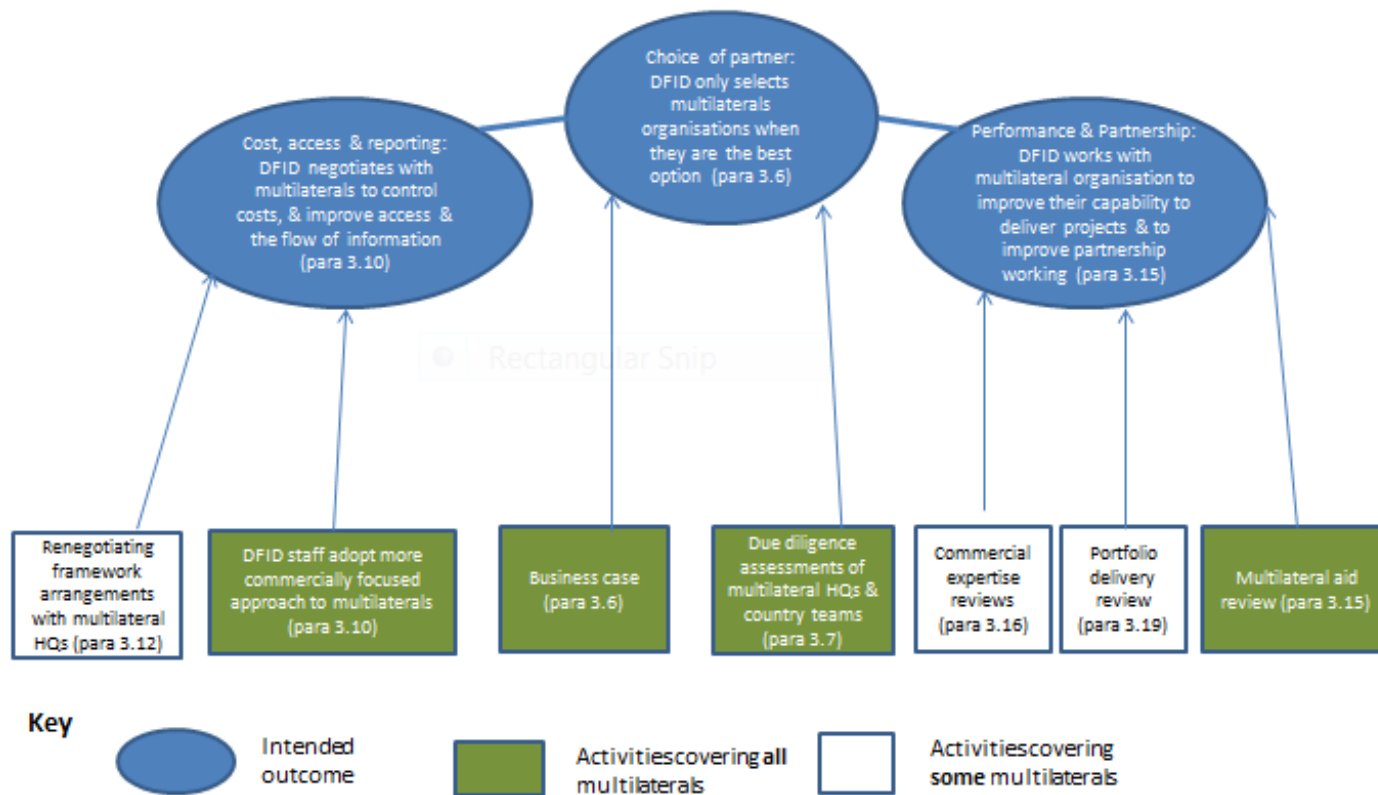 Choice of partner:
DFID only selects
multilaterals
organisations when
they are the best
option (para 3.6)
Cost, access & reporting:
DFID negotiates with
multilaterals to control
costs, & improve access &
the flow of information
(para 3.10)
Performance & Partnership:
DFID works with
multilateral organisation to
improve their capability to
deliver projects & to
improve partnership
working (para 3.15)
Rectangular Snip
Renegotiating
framework
arrangements
with multilateral
HQs (para 3.12)
DFID staff adopt more
commercially focused
approach to multilaterals
(para 3.10)
Business case
(para 3.6)
Due diligence
assessments of
multilateral HQs &
country teams
(para 3.7)
Commercial
expertise
reviews
(para 3.16)
Portfolio
delivery
review
(para 3.19)
Multilateral aid
review (para 3.15)
Key
Intended
outcome
Activitiescovering all
multilaterals
Activitiescovering
some multilaterals